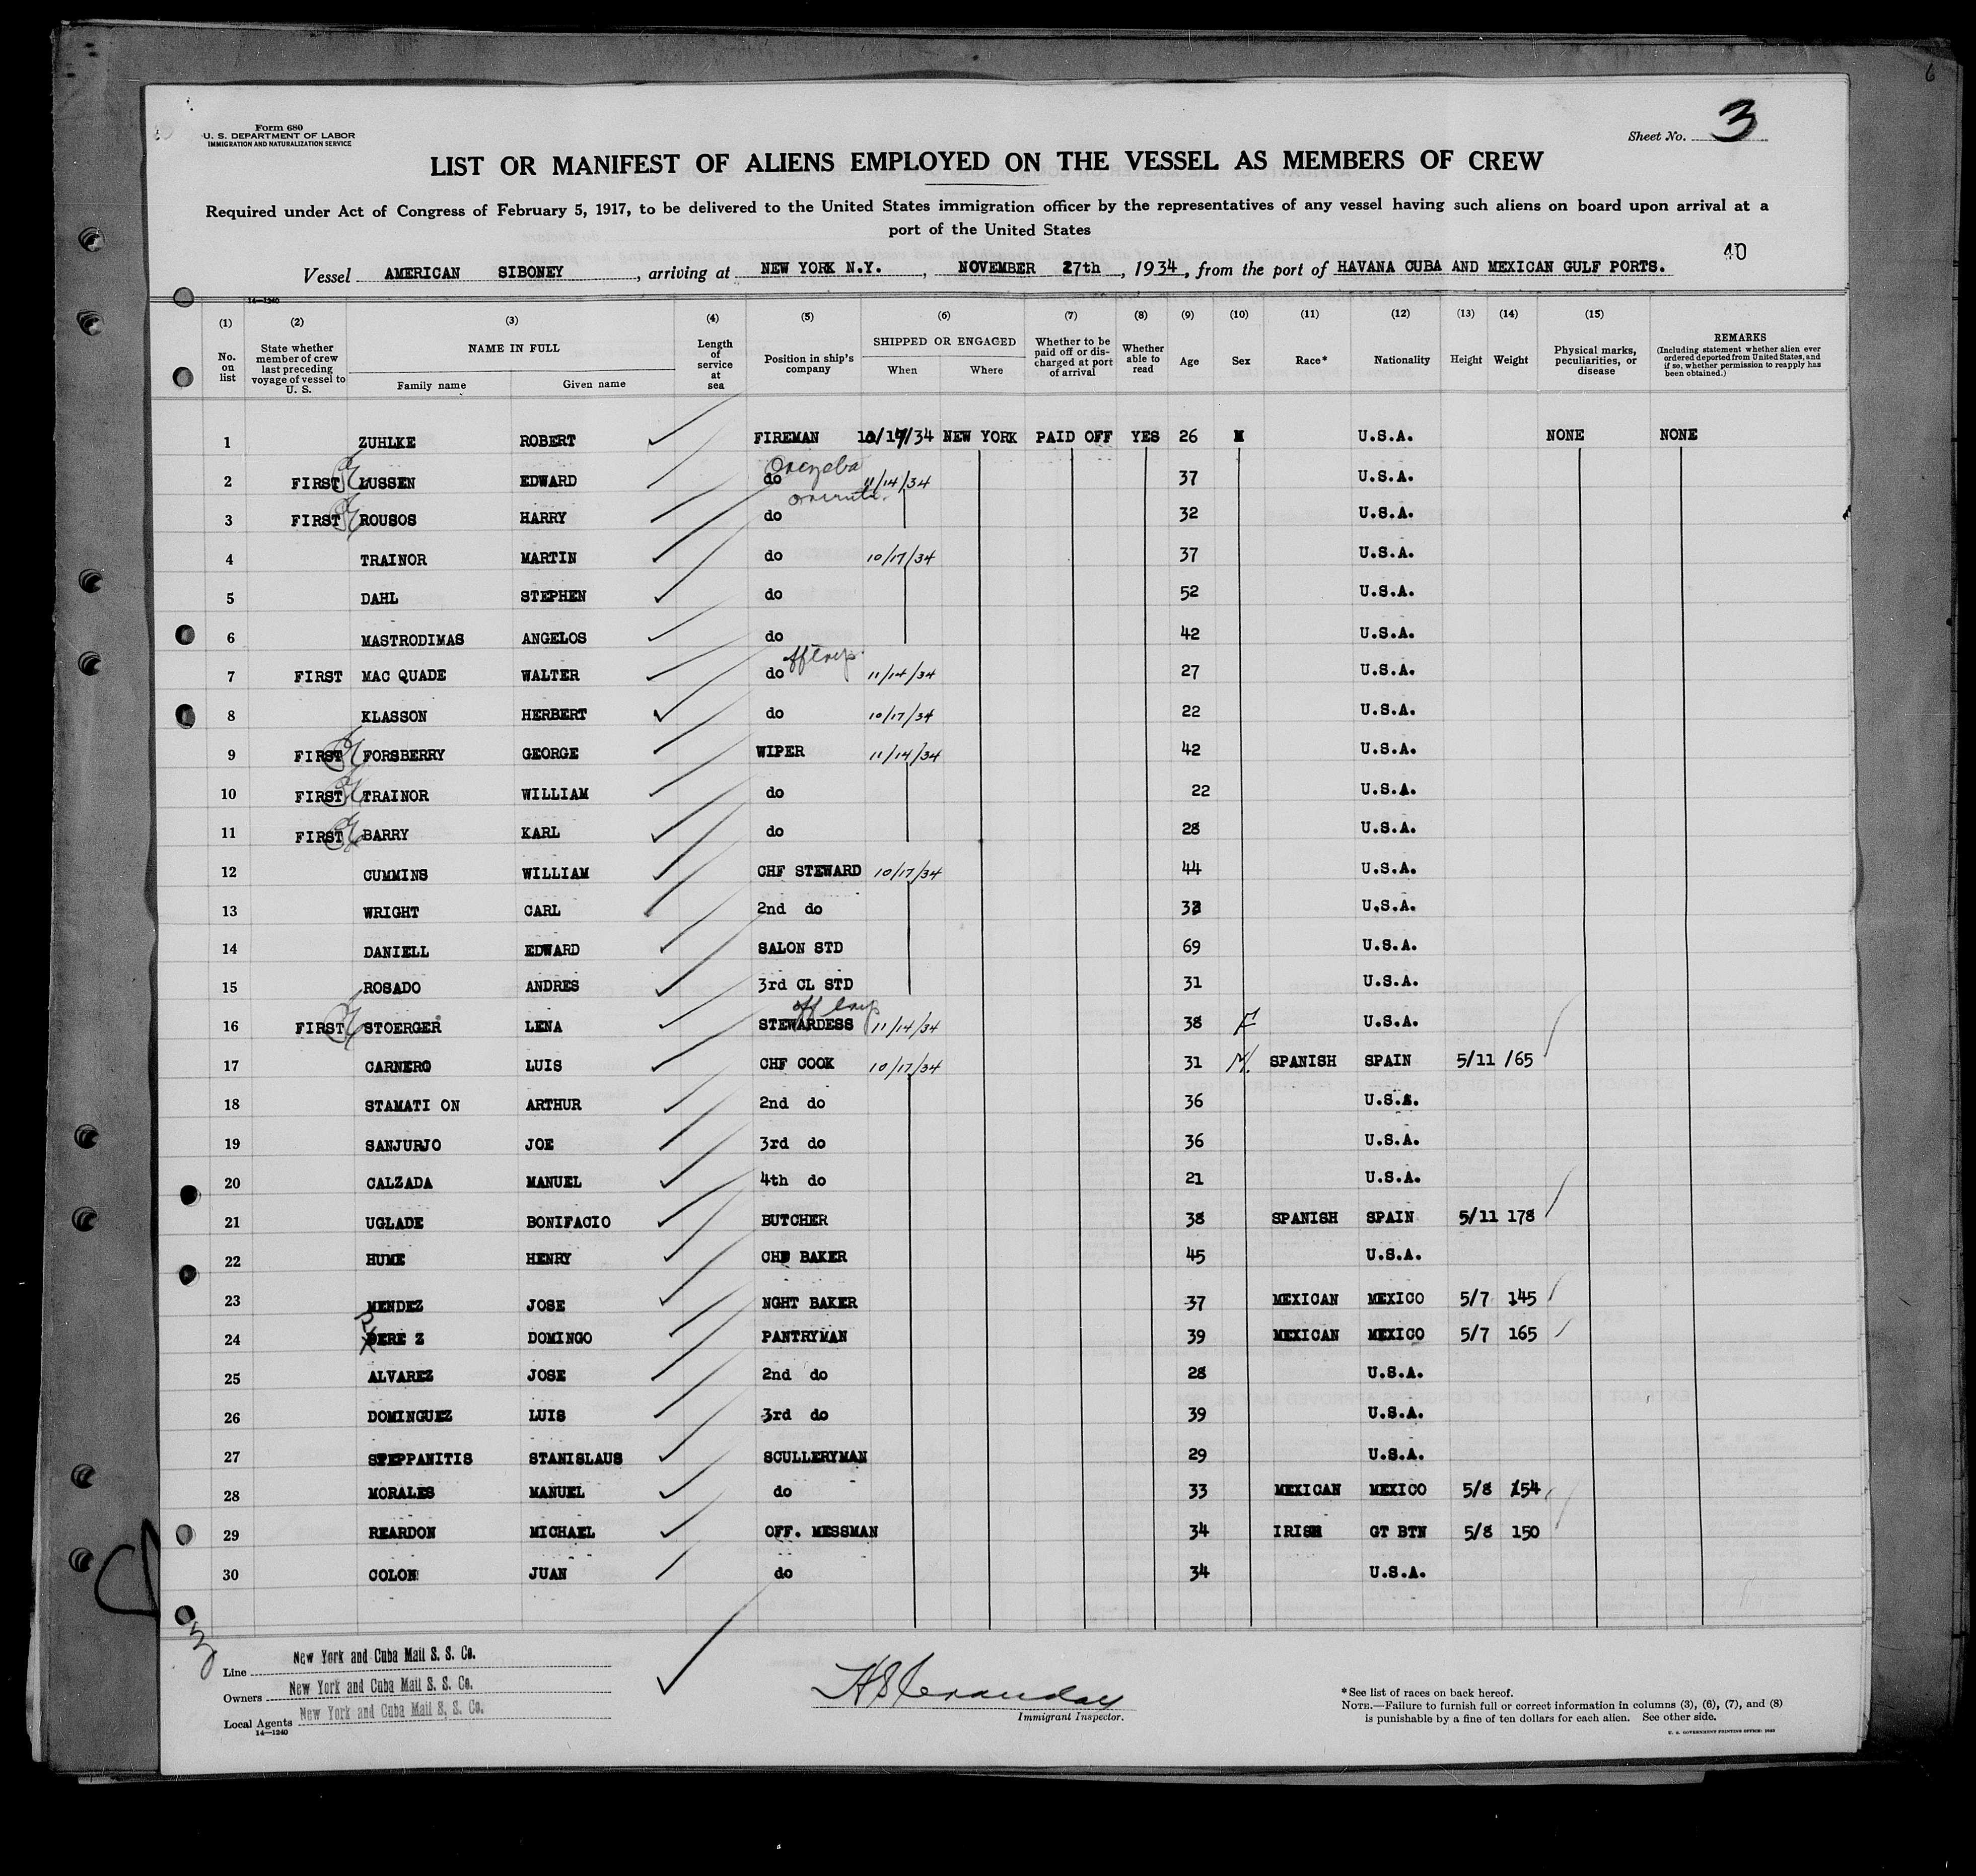 6
Form 680
U. S. DEPARTMENT OF LABOR
IMMIGRATION AND NATURALIZATION SERVICE
Sheet No. 3
LIST OR MANIFEST OF ALIENS EMPLOYED ON THE VESSEL AS MEMBERS OF CREW
Required under Act of Congress of February 5, 1917, to be delivered to the United States immigration officer by the representatives of any vessel having such aliens on board upon arrival at a
port of the United States
40
Vessel AMERICAN SIBONEY, arriving at NEW YORK N.Y., NOVEMBER 27th, 1934, from the port of HAVANA CUBA AND MEXICAN GULF PORTS.
14—1240
(1) (2) (3) (4) (5) (6) (7) (8) (9) (10) (11) (12) (13) (14) (15)
No. on list State whether member of crew last preceding voyage of vessel to U. S. NAME IN FULL Family name Given name Length of service at sea Position in ship's company SHIPPED OR ENGAGED When Where Whether to be paid off or discharged at port of arrival Whether able to read Age Sex Race* Nationality Height Weight Physical marks, peculiarities, or disease REMARKS (Including statement whether alien ever ordered deported from United States, and if so, whether permission to reapply has been obtained.)
1 ZUHLKE ROBERT FIREMAN 10/17/34 NEW YORK PAID OFF YES 26 M U.S.A. NONE NONE
Orizaba
2 FIRST LUSSEN EDWARD do 11/14/34 37 U.S.A.
3 FIRST ROUSOS HARRY do 32 U.S.A.
4 TRAINOR MARTIN do 10/17/34 37 U.S.A.
5 DAHL STEPHEN do 52 U.S.A.
6 MASTRODIMAS ANGELOS do 42 U.S.A.
7 FIRST MAC QUADE WALTER do 11/14/34 27 U.S.A.
8 KLASSON HERBERT do 10/17/34 22 U.S.A.
9 FIRST FORSBERRY GEORGE WIPER 11/14/34 42 U.S.A.
10 FIRST TRAINOR WILLIAM do 22 U.S.A.
11 FIRST BARRY KARL do 28 U.S.A.
12 CUMMINS WILLIAM CHF STEWARD 10/17/34 44 U.S.A.
13 WRIGHT CARL 2nd do U.S.A.
14 DANIELL EDWARD SALON STD 69 U.S.A.
15 ROSADO ANDRES 3rd CL STD 31 U.S.A.
16 FIRST STOERGER LENA STEWARDESS 11/14/34 38 F U.S.A.
17 CARNERO LUIS CHF COOK 10/17/34 31 M. SPANISH SPAIN 5/11 165
18 STAMATI ON ARTHUR 2nd do 36 U.S.A.
19 SANJURJO JOE 3rd do 36 U.S.A.
20 CALZADA MANUEL 4th do 21 U.S.A.
21 UGLADE BONIFACIO BUTCHER 38 SPANISH SPAIN 5/11 178
22 HUME HENRY CHF BAKER 45 U.S.A.
23 MENDEZ JOSE NGHT BAKER 37 MEXICAN MEXICO 5/7 145
24 PERE Z DOMINGO PANTRYMAN 39 MEXICAN MEXICO 5/7 165
25 ALVAREZ JOSE 2nd do 28 U.S.A.
26 DOMINGUEZ LUIS 3rd do 39 U.S.A.
27 STEPPANITIS STANISLAUS SCULLERYMAN 29 U.S.A.
28 MORALES MANUEL do 33 MEXICAN MEXICO 5/8 154
29 REARDON MICHAEL OFF. MESSMAN 34 IRISH GT BTN 5/8 150
30 COLON JUAN do 34 U.S.A.
3
Line New York and Cuba Mail S. S. Co.
Owners New York and Cuba Mail S. S. Co.
Local Agents New York and Cuba Mail S. S. Co.
14—1240
Immigrant Inspector.
*See list of races on back hereof.
NOTE.—Failure to furnish full or correct information in columns (3), (6), (7), and (8)
is punishable by a fine of ten dollars for each alien. See other side.